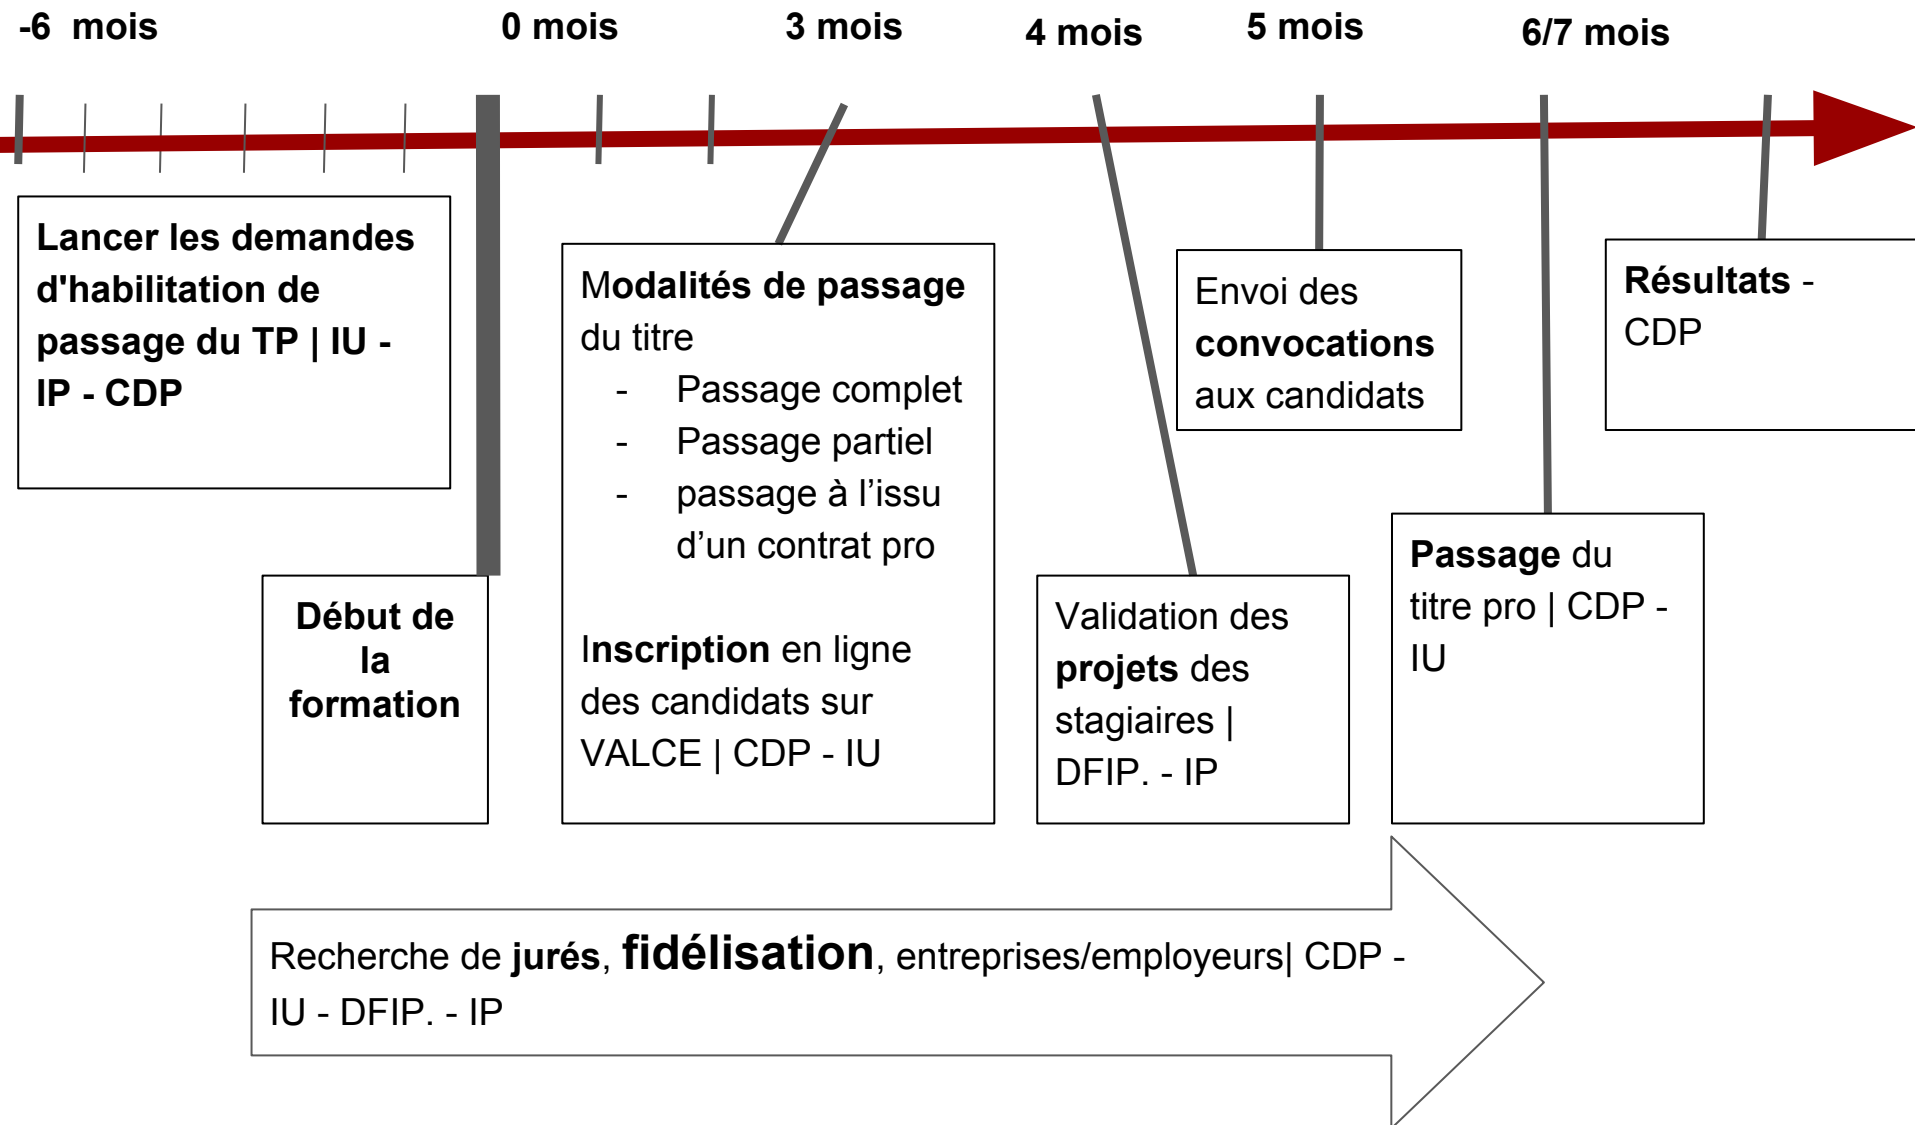 -6  mois
0 mois
3 mois
4 mois
5 mois
6/7 mois
Lancer les demandes
d'habilitation de
passage du TP | IU -
IP - CDP
Début de
la
formation
Modalités de passage
du titre
- Passage complet
- Passage partiel
- passage à l’issu
d’un contrat pro
Inscription en ligne
des candidats sur
VALCE | CDP - IU
Validation des
projets des
stagiaires |
DFIP. - IP
Envoi des
convocations
aux candidats
Passage du
titre pro | CDP -
IU
Résultats -
CDP
Recherche de jurés, fidélisation, entreprises/employeurs| CDP -
IU - DFIP. - IP